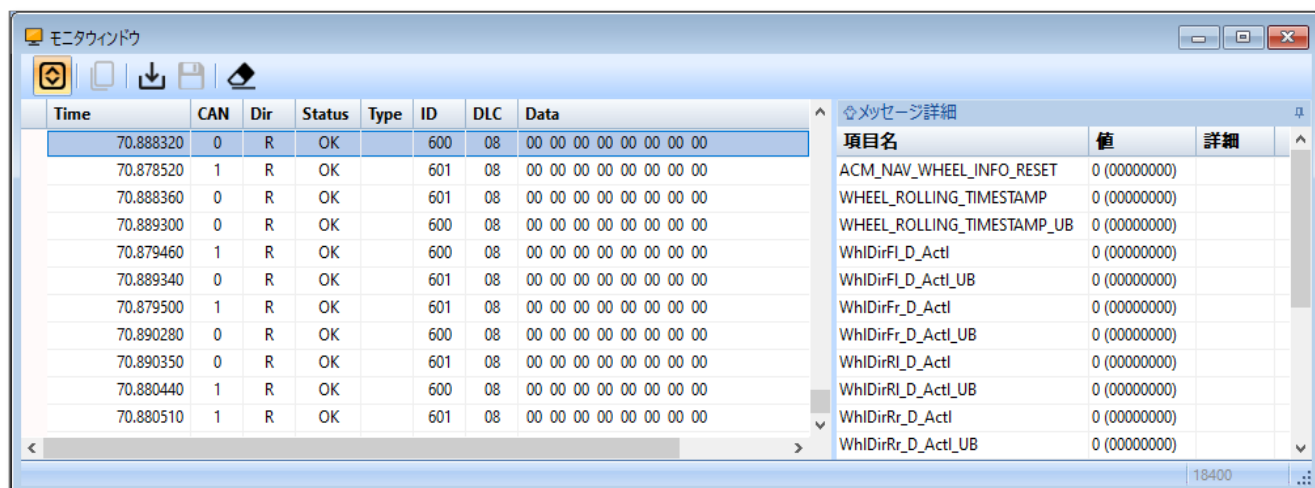 モニタウィンドウ
Time CAN Dir Status Type ID DLC Data
70.888320 0 R OK 600 08 00 00 00 00 00 00 00 00
70.878520 1 R OK 601 08 00 00 00 00 00 00 00 00
70.888360 0 R OK 601 08 00 00 00 00 00 00 00 00
70.889300 0 R OK 600 08 00 00 00 00 00 00 00 00
70.879460 1 R OK 600 08 00 00 00 00 00 00 00 00
70.889340 0 R OK 601 08 00 00 00 00 00 00 00 00
70.879500 1 R OK 601 08 00 00 00 00 00 00 00 00
70.890280 0 R OK 600 08 00 00 00 00 00 00 00 00
70.890350 0 R OK 601 08 00 00 00 00 00 00 00 00
70.880440 1 R OK 600 08 00 00 00 00 00 00 00 00
70.880510 1 R OK 601 08 00 00 00 00 00 00 00 00
メッセージ詳細
項目名 値 詳細
ACM_NAV_WHEEL_INFO_RESET 0 (00000000)
WHEEL_ROLLING_TIMESTAMP 0 (00000000)
WHEEL_ROLLING_TIMESTAMP_UB 0 (00000000)
WhlDirFl_D_Actl 0 (00000000)
WhlDirFl_D_Actl_UB 0 (00000000)
WhlDirFr_D_Actl 0 (00000000)
WhlDirFr_D_Actl_UB 0 (00000000)
WhlDirRl_D_Actl 0 (00000000)
WhlDirRl_D_Actl_UB 0 (00000000)
WhlDirRr_D_Actl 0 (00000000)
WhlDirRr_D_Actl_UB 0 (00000000)
18400